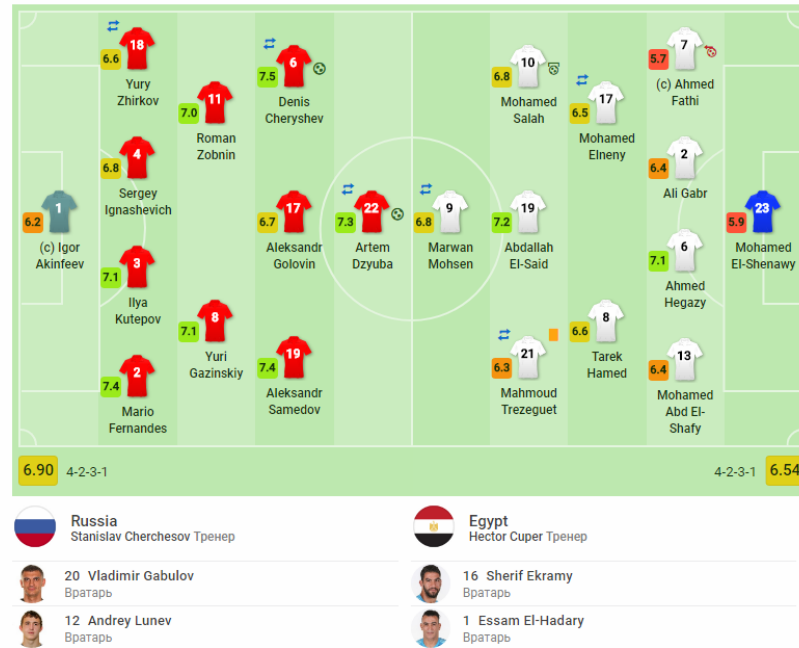 18
6.6
Yury
Zhirkov
4
6.8
Sergey
Ignashevich
1
6.2
(c) Igor
Akinfeev
3
7.1
Ilya
Kutepov
2
7.4
Mario
Fernandes
11
7.0
Roman
Zobnin
8
7.1
Yuri
Gazinskiy
6
7.5
Denis
Cheryshev
17
6.7
Aleksandr
Golovin
19
7.4
Aleksandr
Samedov
22
7.3
Artem
Dzyuba
9
6.8
Marwan
Mohsen
10
6.8
Mohamed
Salah
19
7.2
Abdallah
El-Said
21
6.3
Mahmoud
Trezeguet
17
6.5
Mohamed
Elneny
8
6.6
Tarek
Hamed
7
5.7
(c) Ahmed
Fathi
2
6.4
Ali Gabr
6
7.1
Ahmed
Hegazy
13
6.4
Mohamed
Abd El-
Shafy
23
5.9
Mohamed
El-Shenawy
6.90 4-2-3-1
4-2-3-1 6.54
Russia
Stanislav Cherchesov Тренер
20 Vladimir Gabulov
Вратарь
12 Andrey Lunev
Вратарь
Egypt
Hector Cuper Тренер
16 Sherif Ekramy
Вратарь
1 Essam El-Hadary
Вратарь